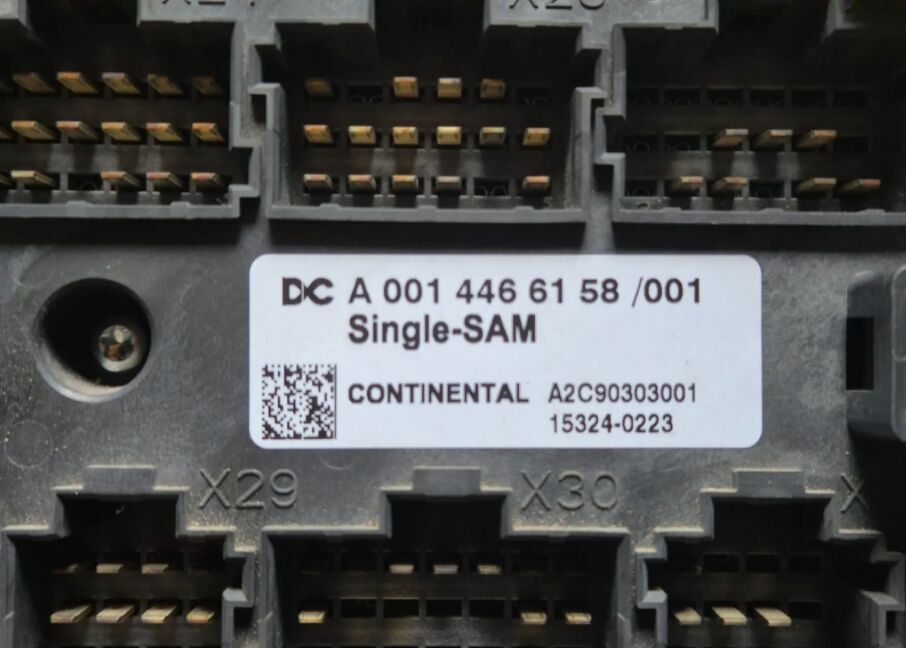 DC A 001 446 61 58 /001
Single-SAM
CONTINENTAL A2C90303001
15324-0223
X29 X30 X